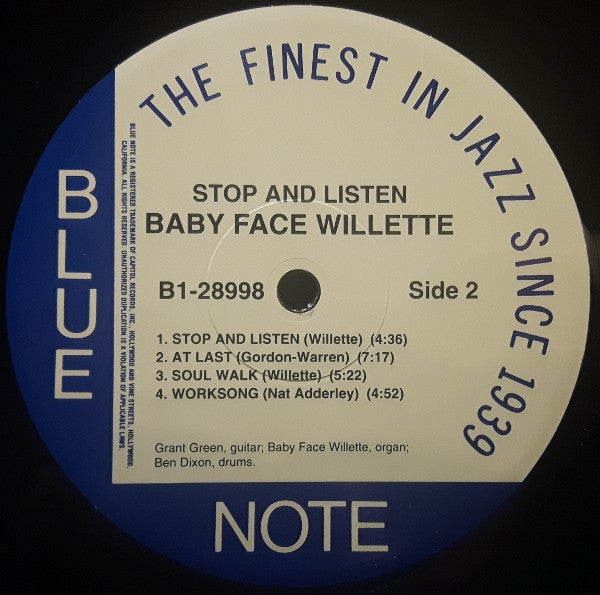 THE FINEST IN JAZZ SINCE 1939
BLUE
BLUE NOTE IS A REGISTERED TRADEMARK OF CAPITOL RECORDS, INC., HOLLYWOOD AND VINE STREETS, HOLLYWOOD,
CALIFORNIA. ALL RIGHTS RESERVED. UNAUTHORIZED DUPLICATION IS A VIOLATION OF APPLICABLE LAWS.
STOP AND LISTEN
BABY FACE WILLETTE
B1-28998 Side 2
1. STOP AND LISTEN (Willette) (4:36)
2. AT LAST (Gordon-Warren) (7:17)
3. SOUL WALK (Willette) (5:22)
4. WORKSONG (Nat Adderley) (4:52)
Grant Green, guitar; Baby Face Willette, organ;
Ben Dixon, drums.
NOTE